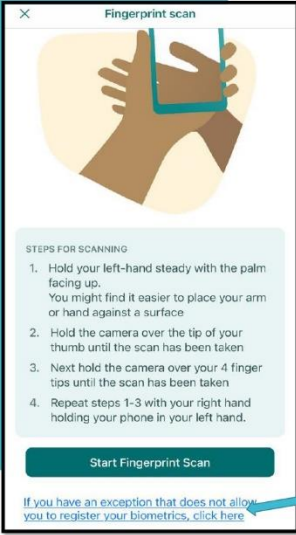 Fingerprint scan
STEPS FOR SCANNING
1. Hold your left-hand steady with the palm
facing up.
You might find it easier to place your arm
or hand against a surface
2. Hold the camera over the tip of your
thumb until the scan has been taken
3. Next hold the camera over your 4 finger
tips until the scan has been taken
4. Repeat steps 1-3 with your right hand
holding your phone in your left hand.
Start Fingerprint Scan
If you have an exception that does not allow
you to register your biometrics, click here